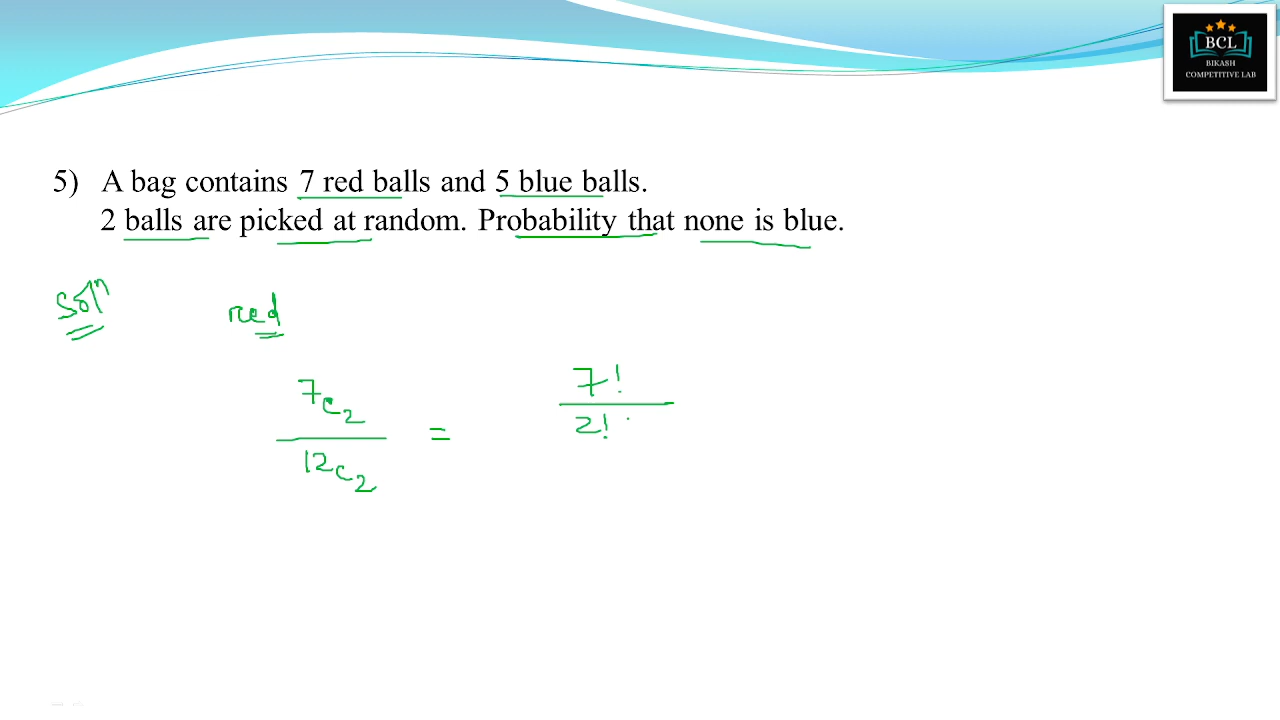 BCL
BIKASH
COMPETITIVE LAB
5) A bag contains 7 red balls and 5 blue balls.
2 balls are picked at random. Probability that none is blue.
Solⁿ
red
7c₂
12c₂
=
7!
2!